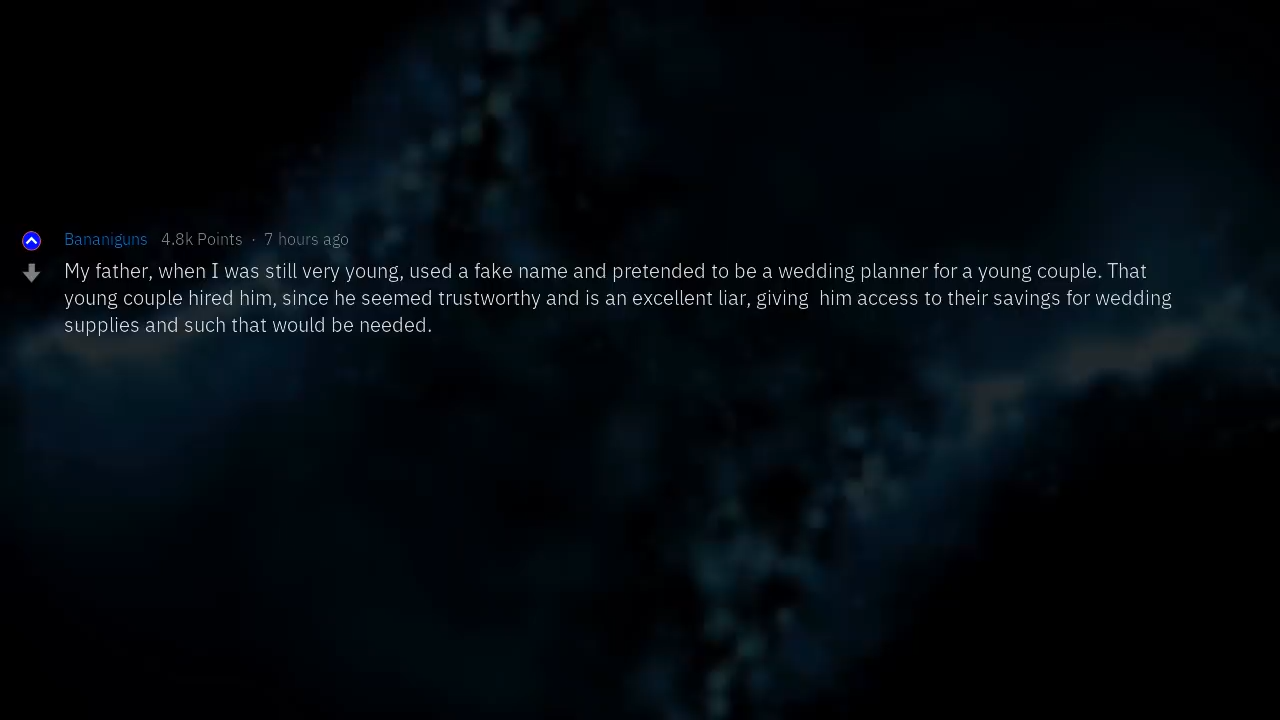 Bananiguns 4.8k Points · 7 hours ago
My father, when I was still very young, used a fake name and pretended to be a wedding planner for a young couple. That
young couple hired him, since he seemed trustworthy and is an excellent liar, giving  him access to their savings for wedding
supplies and such that would be needed.